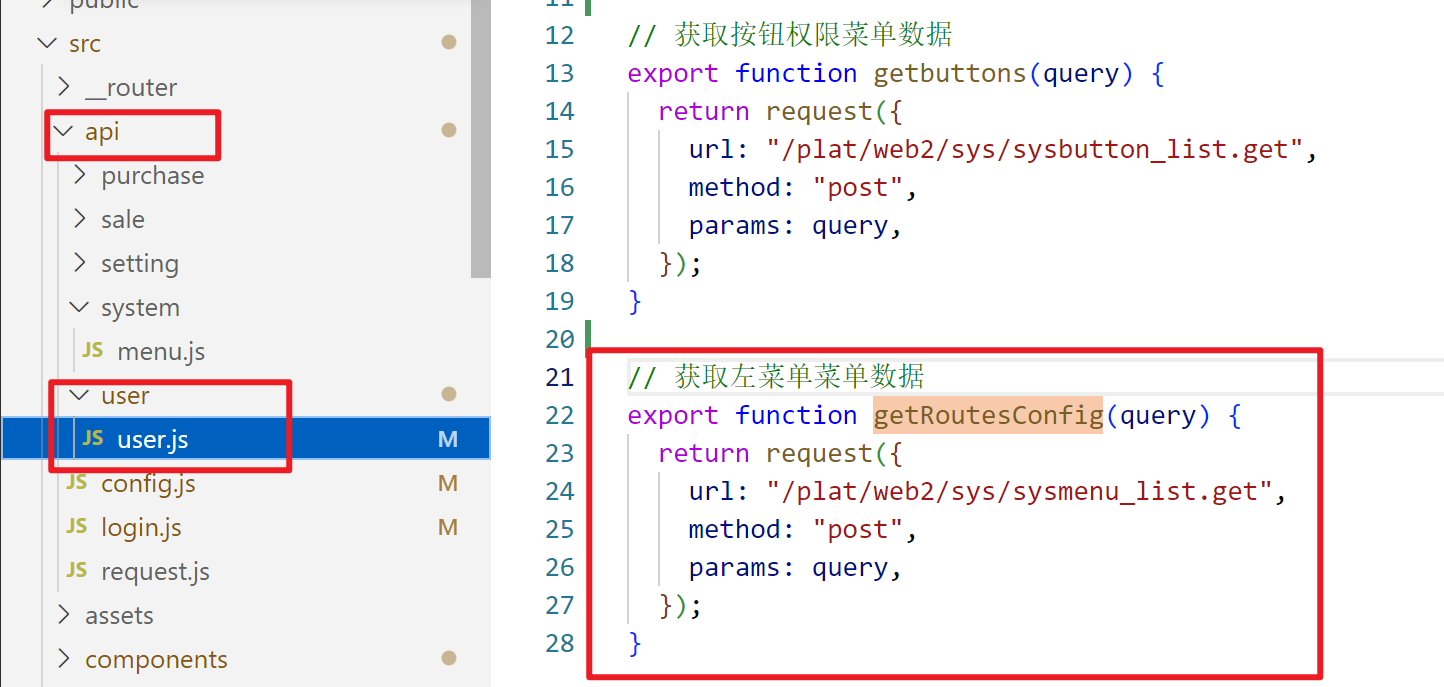 public
src
__router
api
purchase
sale
setting
system
JS menu.js
user
JS user.js M
JS config.js M
JS login.js M
JS request.js
assets
components
11
12 // 获取按钮权限菜单数据
13 export function getbuttons(query) {
14 return request({
15 url: "/plat/web2/sys/sysbutton_list.get",
16 method: "post",
17 params: query,
18 });
19 }
20
21 // 获取左菜单菜单数据
22 export function getRoutesConfig(query) {
23 return request({
24 url: "/plat/web2/sys/sysmenu_list.get",
25 method: "post",
26 params: query,
27 });
28 }